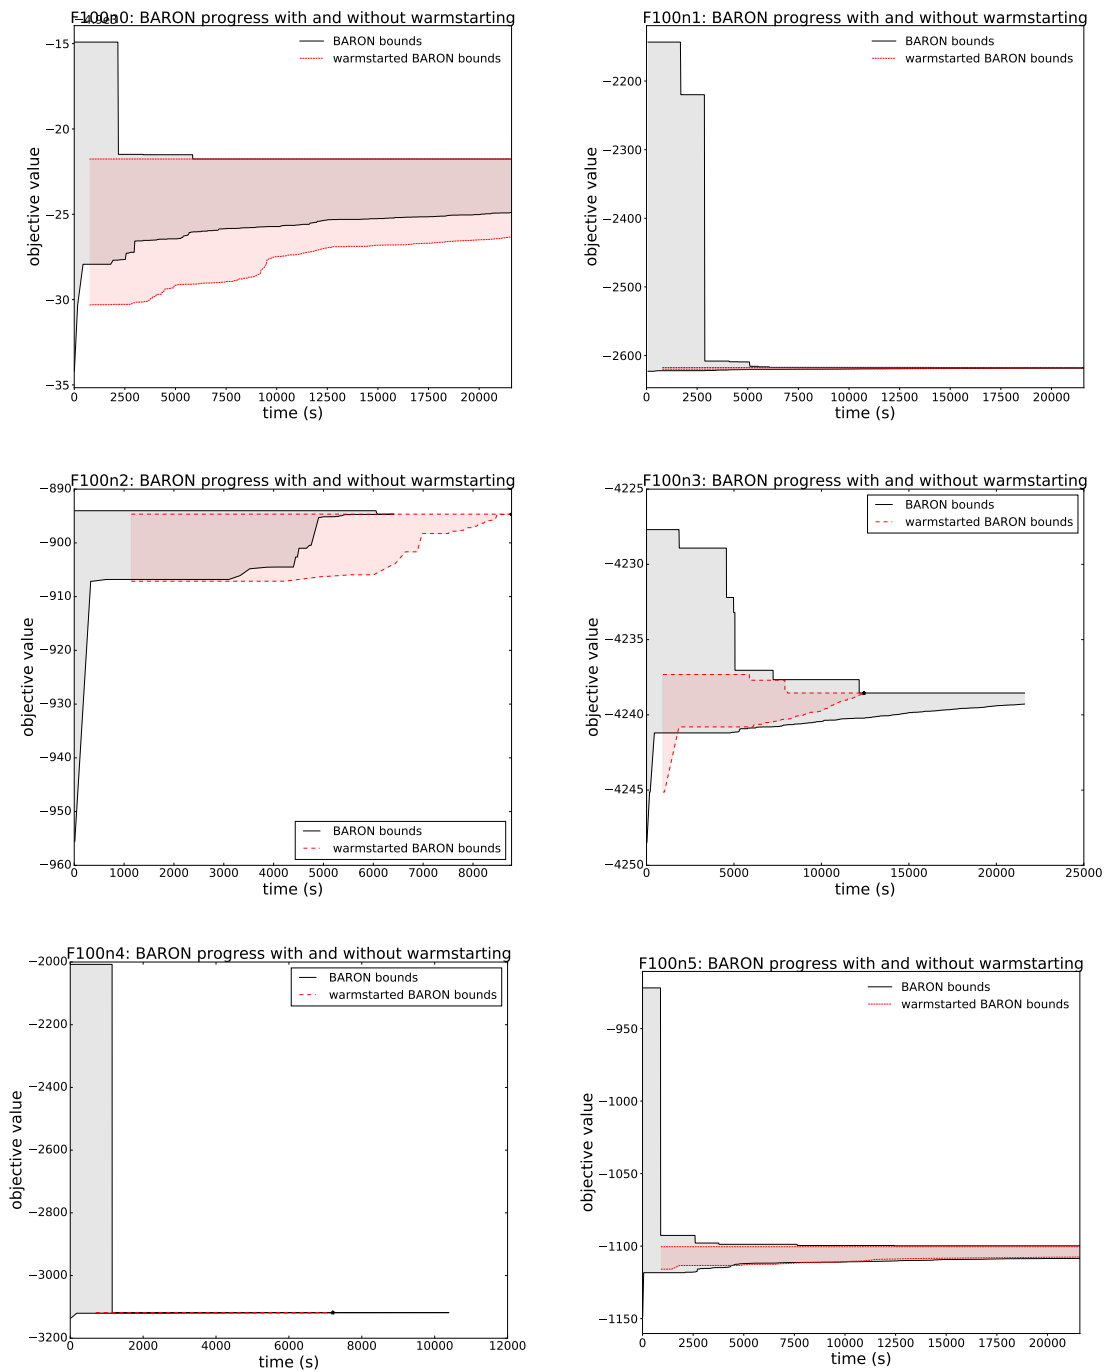 F100n0: BARON progress with and without warmstarting
−4.9e3
BARON bounds
warmstarted BARON bounds
−15
−20
−25
−30
−35
objective value
0 2500 5000 7500 10000 12500 15000 17500 20000
time (s)
F100n1: BARON progress with and without warmstarting
BARON bounds
warmstarted BARON bounds
−2200
−2300
−2400
−2500
−2600
objective value
0 2500 5000 7500 10000 12500 15000 17500 20000
time (s)
F100n2: BARON progress with and without warmstarting
−890
−900
−910
−920
−930
−940
−950
−960
objective value
BARON bounds
warmstarted BARON bounds
0 1000 2000 3000 4000 5000 6000 7000 8000
time (s)
F100n3: BARON progress with and without warmstarting
BARON bounds
warmstarted BARON bounds
−4225
−4230
−4235
−4240
−4245
−4250
objective value
0 5000 10000 15000 20000 25000
time (s)
F100n4: BARON progress with and without warmstarting
BARON bounds
warmstarted BARON bounds
−2000
−2200
−2400
−2600
−2800
−3000
−3200
objective value
0 2000 4000 6000 8000 10000 12000
time (s)
F100n5: BARON progress with and without warmstarting
BARON bounds
warmstarted BARON bounds
−950
−1000
−1050
−1100
−1150
objective value
0 2500 5000 7500 10000 12500 15000 17500 20000
time (s)